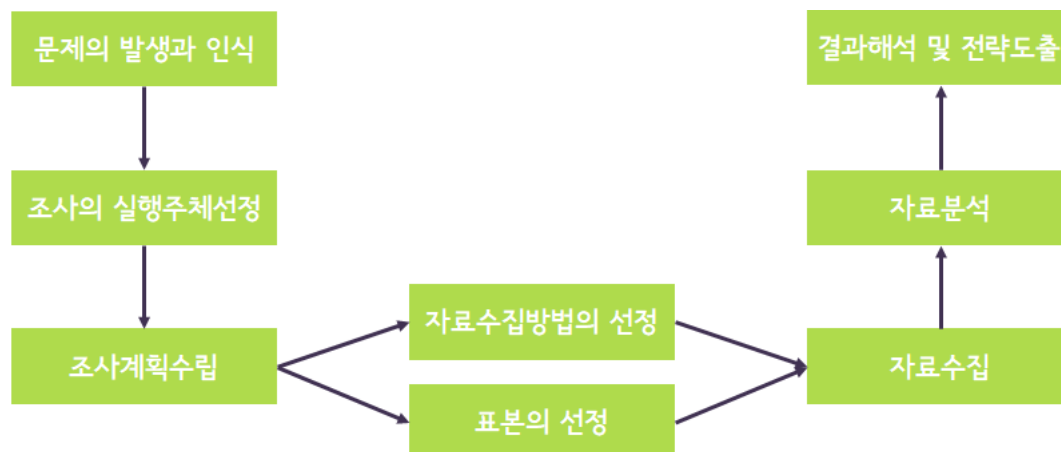 문제의 발생과 인식
조사의 실행주체선정
조사계획수립
자료수집방법의 선정
표본의 선정
자료수집
자료분석
결과해석 및 전략도출